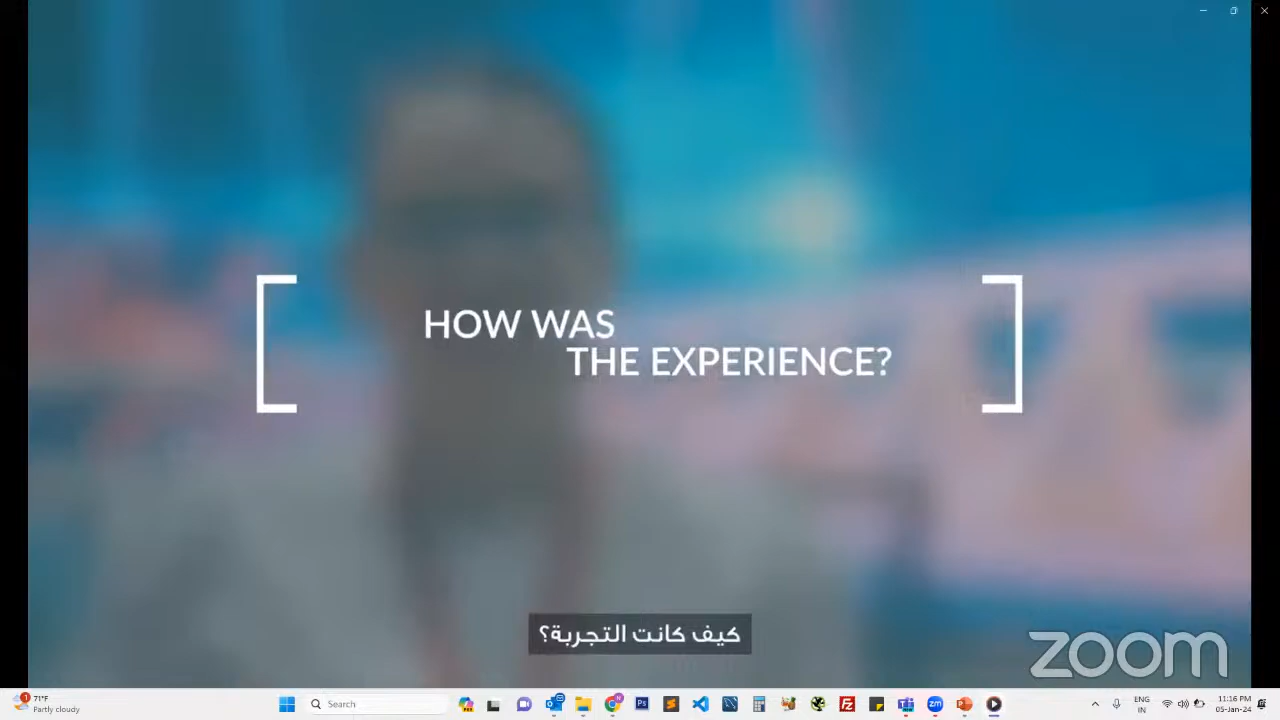 HOW WAS
THE EXPERIENCE?
كيف كانت التجربة؟
zoom
1
71°F
Partly cloudy
Search
ENG
IN
11:16 PM
05-Jan-24